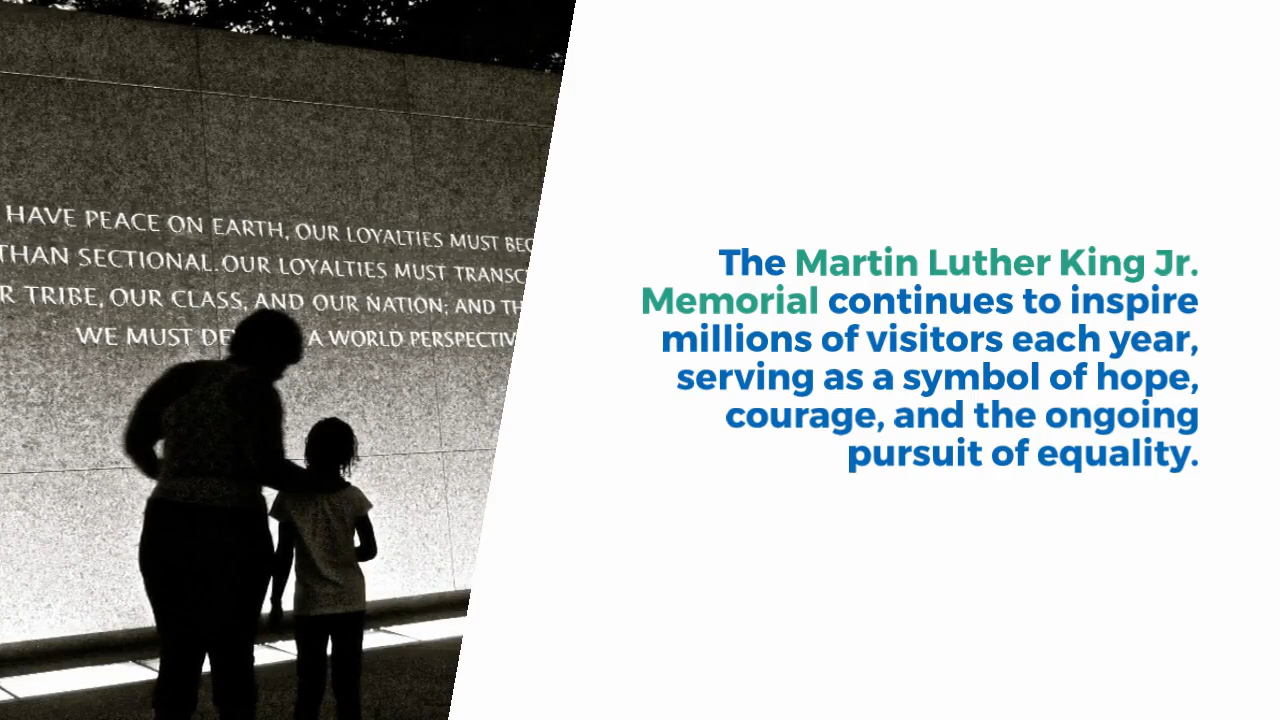 HAVE PEACE ON EARTH, OUR LOYALTIES MUST
THAN SECTIONAL. OUR LOYALTIES MUST
TRIBE, OUR CLASS, AND OUR NATION; AND
WE MUST A WORLD
The Martin Luther King Jr.
Memorial continues to inspire
millions of visitors each year,
serving as a symbol of hope,
courage, and the ongoing
pursuit of equality.